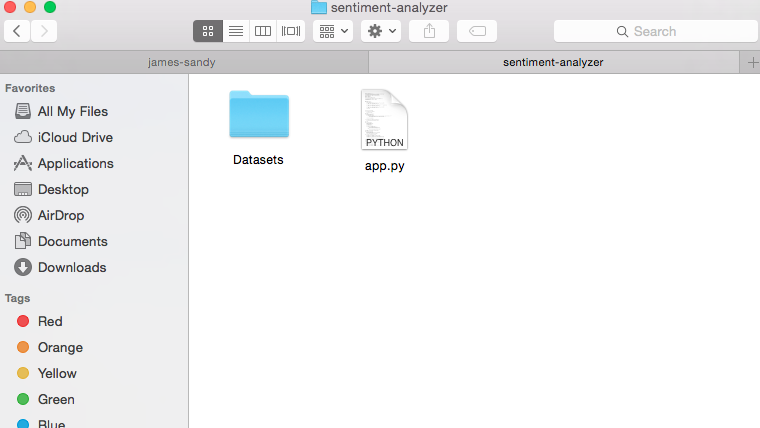 sentiment-analyzer
Search
james-sandy
sentiment-analyzer
Favorites
All My Files
iCloud Drive
Applications
Desktop
AirDrop
Documents
Downloads
Tags
Red
Orange
Yellow
Green
Blue
Datasets
PYTHON
app.py